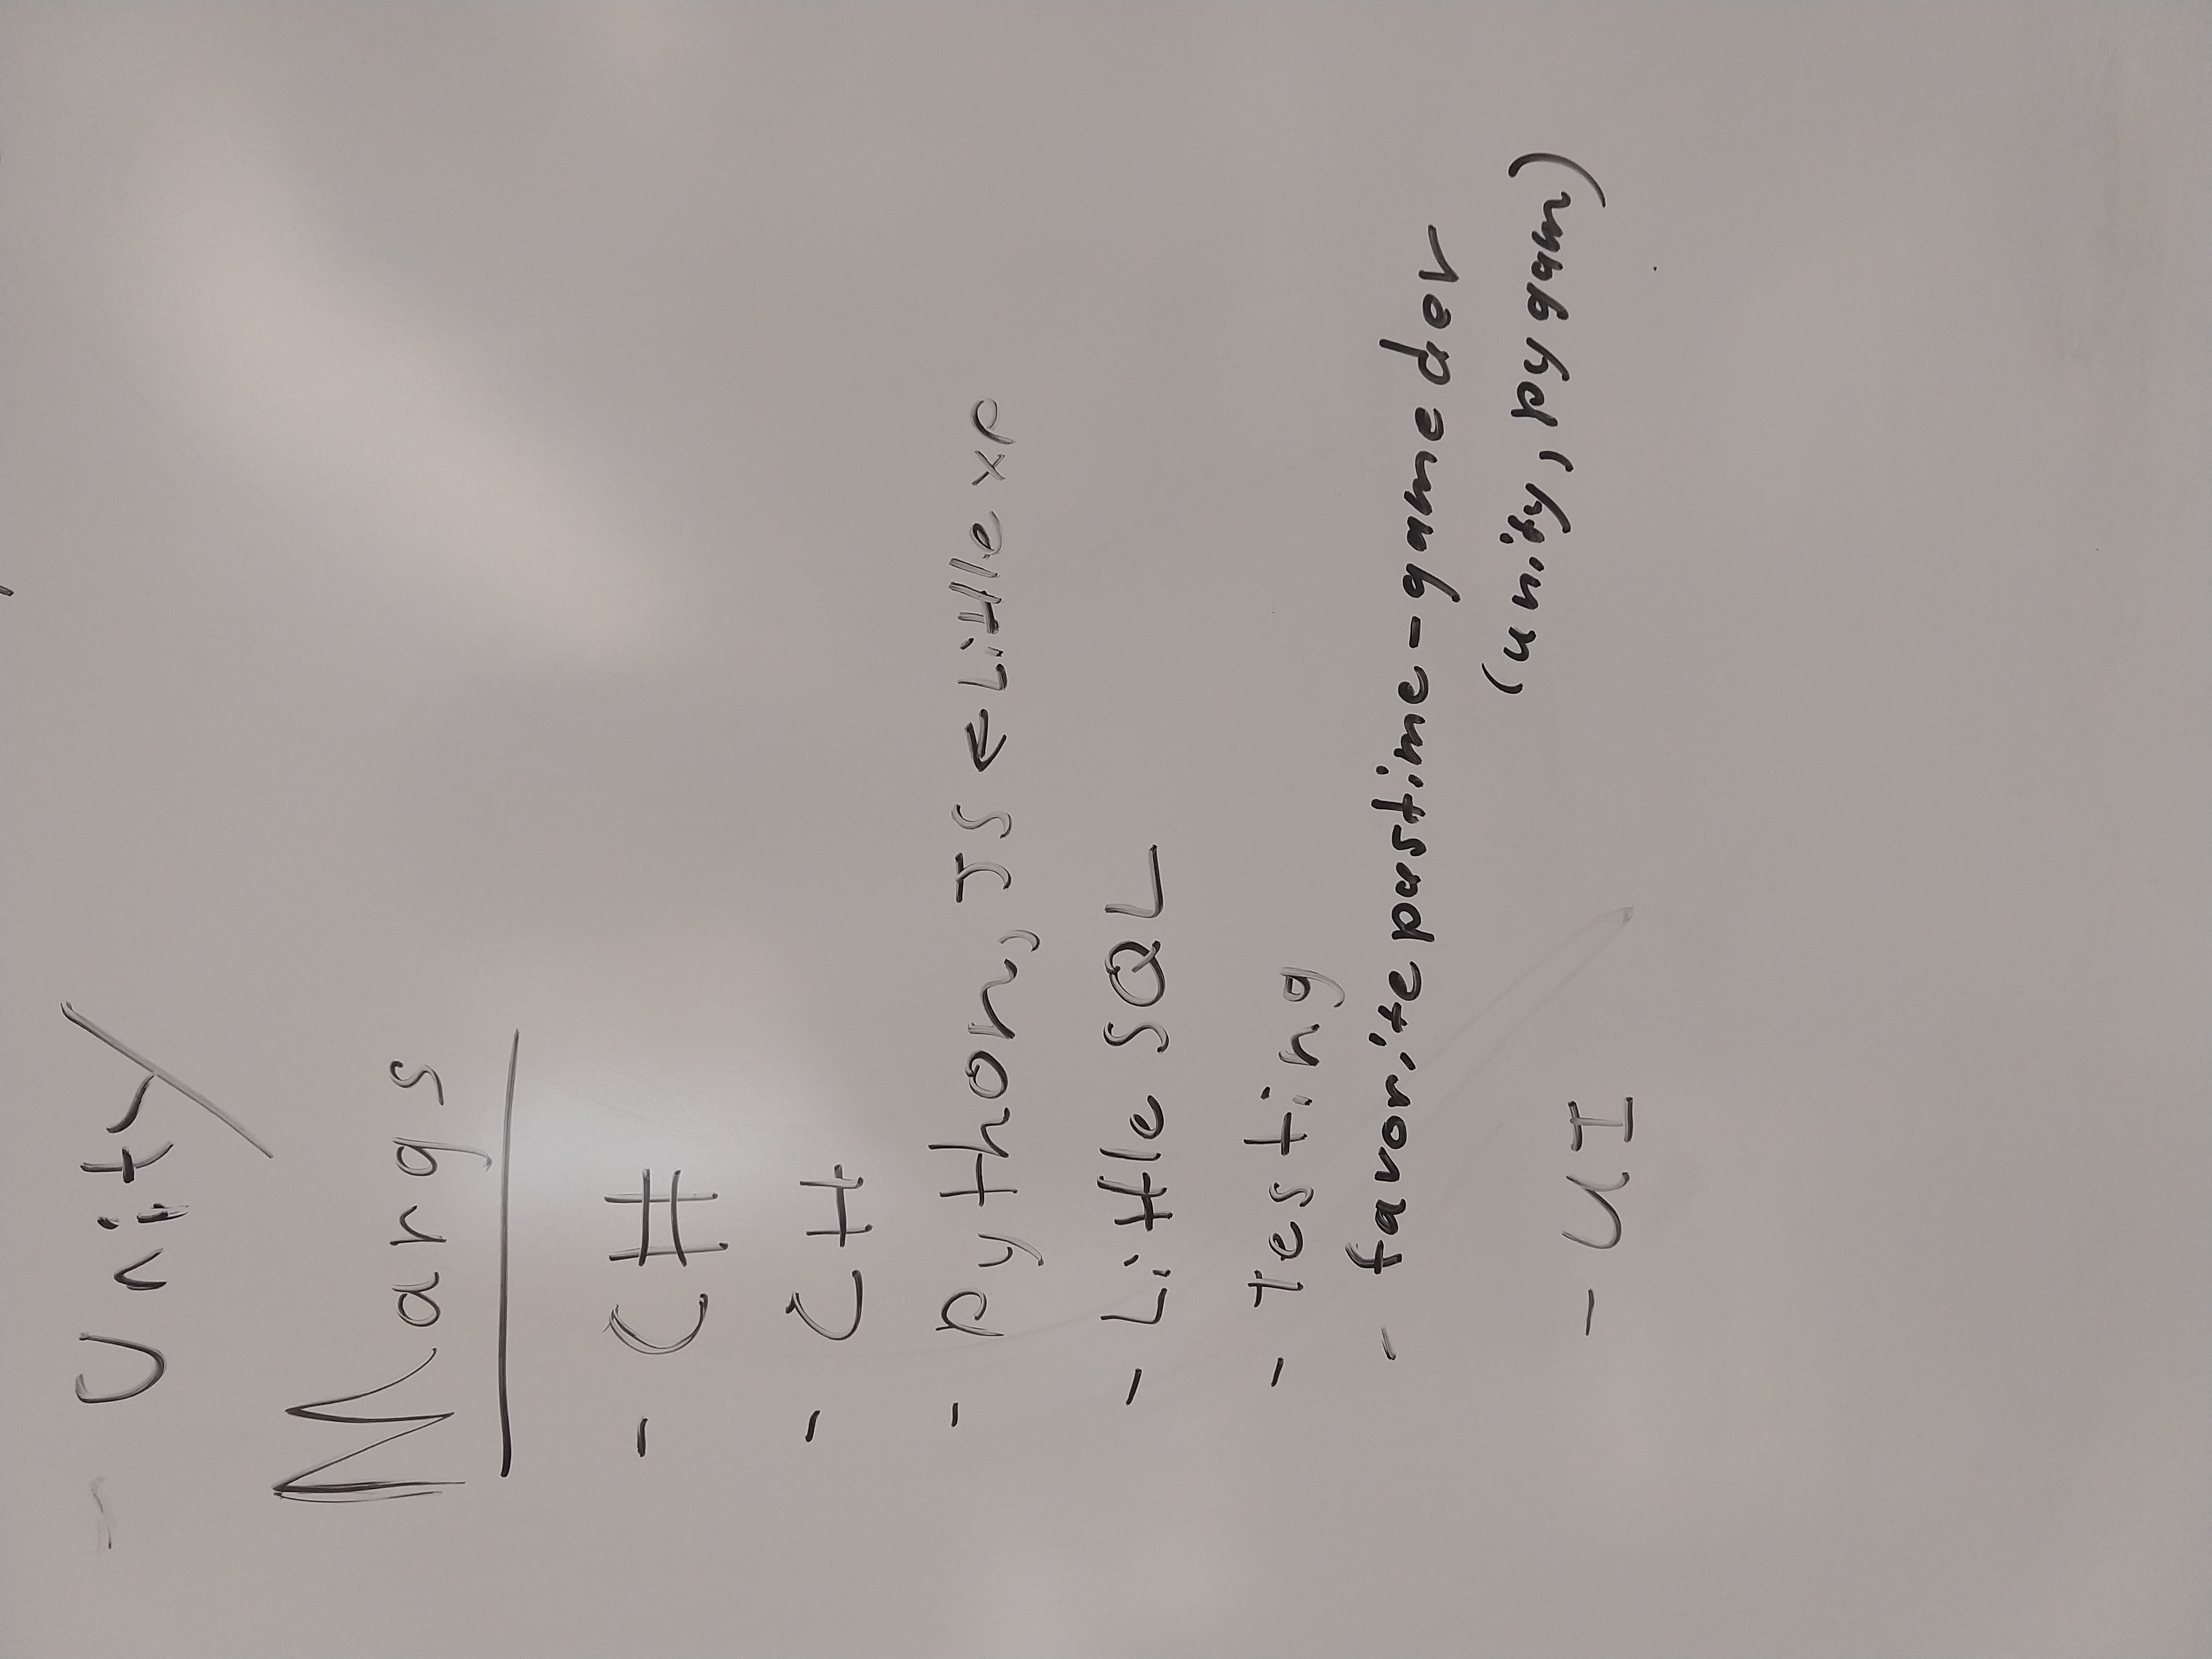 - Unity
Margs
- C#
- C++
- Python, JS ← Little xp
- Little SQL
- Testing
- favorite pastime - game dev
(unity, pygam)
- UI